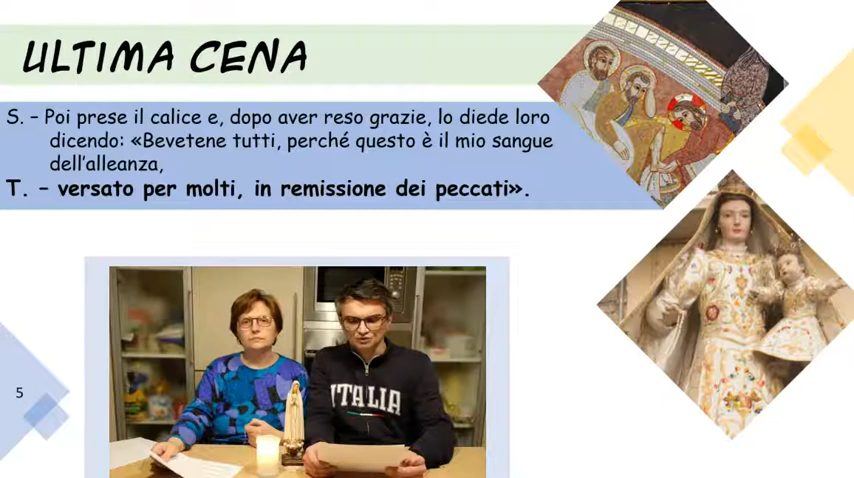 ULTIMA CENA
S. – Poi prese il calice e, dopo aver reso grazie, lo diede loro
dicendo: «Bevetene tutti, perché questo è il mio sangue
dell'alleanza,
T. – versato per molti, in remissione dei peccati».
ITALIA
5